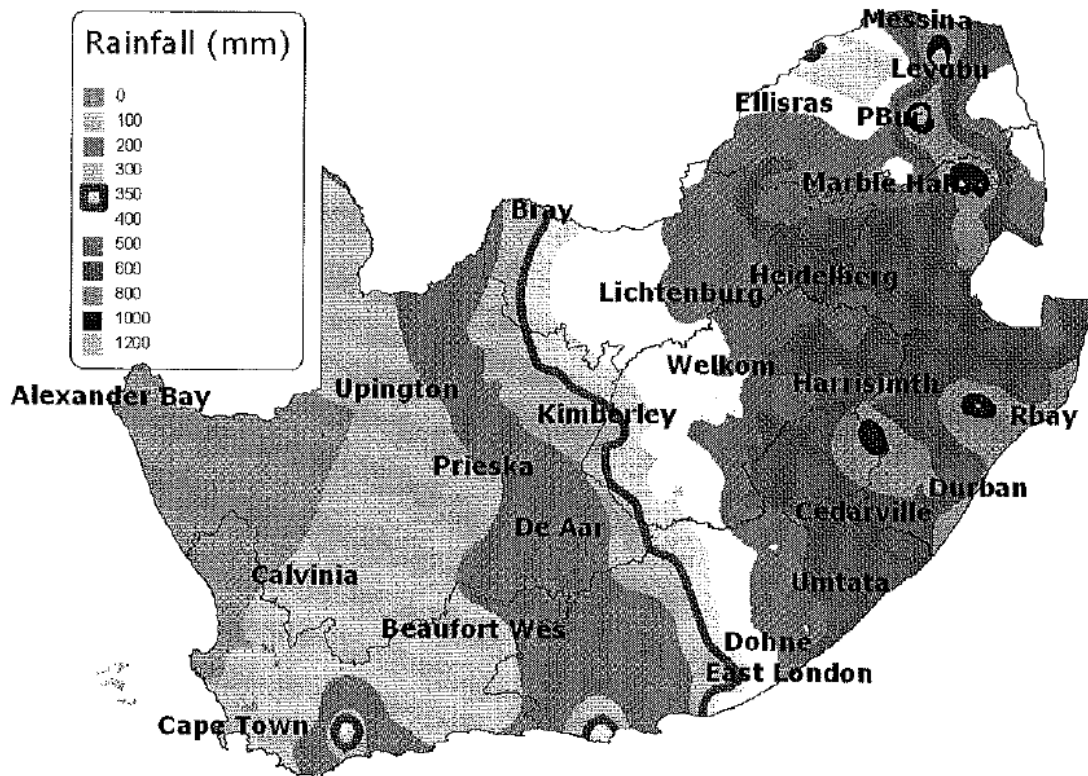 Rainfall (mm)
0
100
200
300
350
400
500
600
800
1000
1200
Messina
Levubu
Ellisras
PBurg
Marble Hall
Bray
Heidelberg
Lichtenburg
Welkom
Harrisimth
Alexander Bay
Upington
Kimberley
Rbay
Prieska
Durban
De Aar
Cedarville
Calvinia
Umtata
Beaufort Wes
Dohne
East London
Cape Town